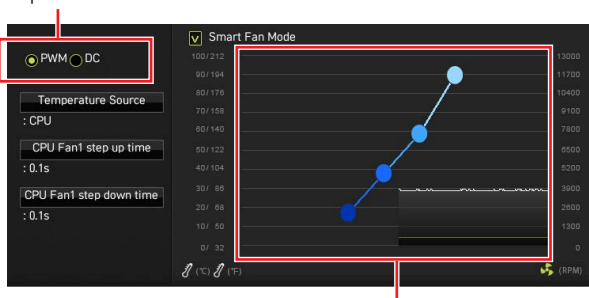 Smart Fan Mode
PWM DC
Temperature Source
: CPU
CPU Fan1 step up time
: 0.1s
CPU Fan1 step down time
: 0.1s
100/212 13000
90/194 11700
80/176 10400
70/158 9100
60/140 7800
50/122 6500
40/104 5200
30/ 86 3900
20/ 68 2600
10/ 50 1300
0/ 32 0
(°C) (°F) (RPM)